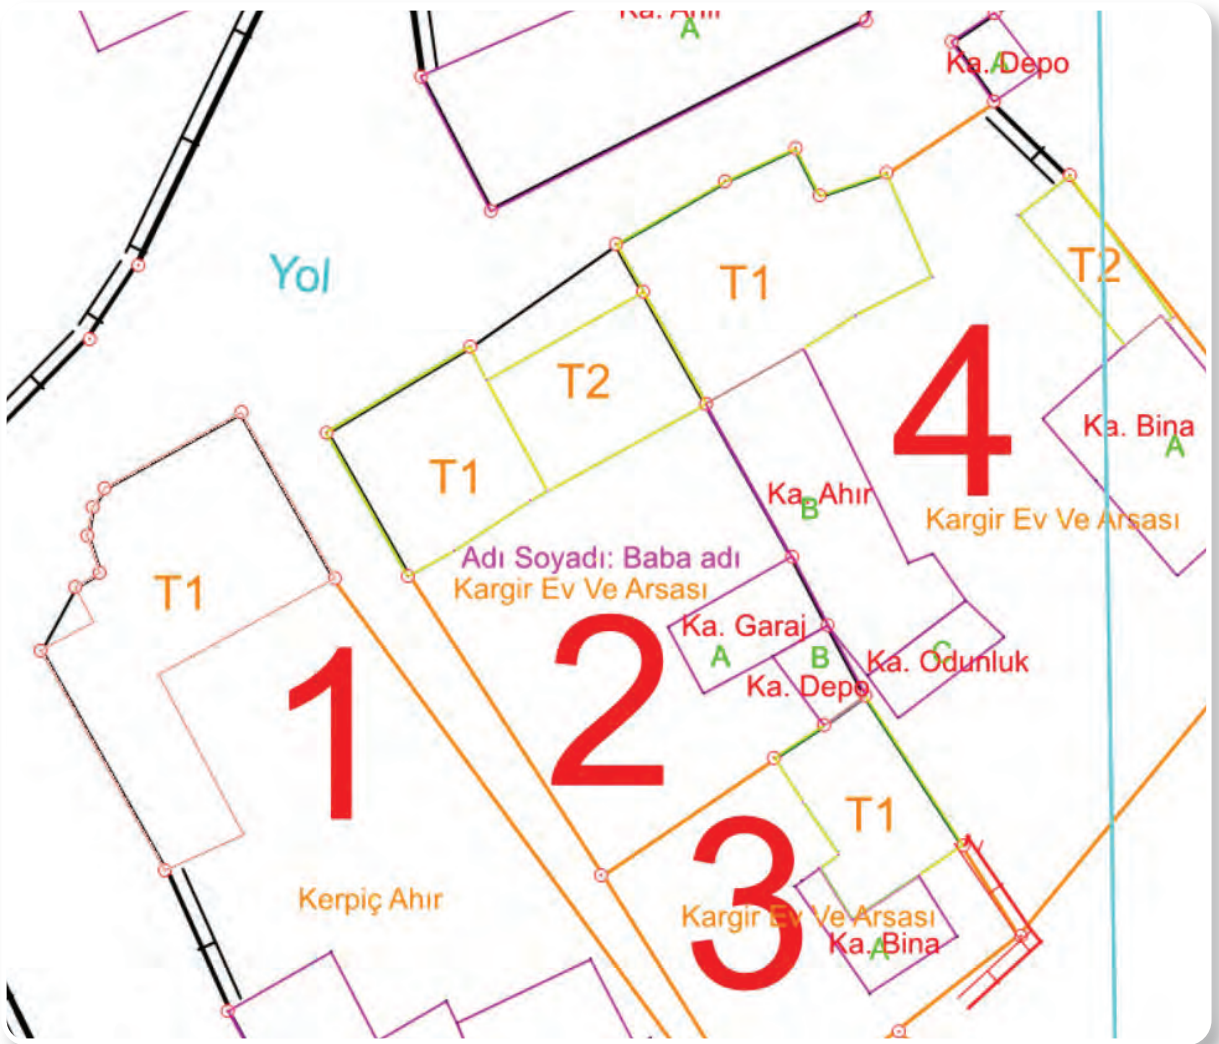 Ka. Ahır
A
Ka. Depo
A
Yol
T1
T2
T2
T1
4
Ka. Bina
A
Ka. Ahır
B
Kargir Ev Ve Arsası
Adı Soyadı: Baba adı
Kargir Ev Ve Arsası
T1
2
Ka. Garaj
A
B
Ka. Depo
C
Ka. Odunluk
1
T1
3
Kerpiç Ahır
Kargir Ev Ve Arsası
Ka. Bina
A